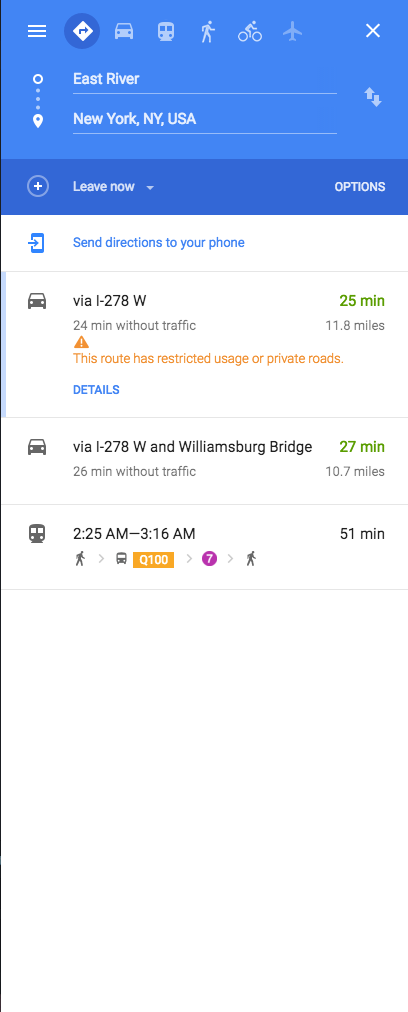 East River
New York, NY, USA
Leave now OPTIONS
Send directions to your phone
via I-278 W 25 min
24 min without traffic 11.8 miles
This route has restricted usage or private roads.
DETAILS
via I-278 W and Williamsburg Bridge 27 min
26 min without traffic 10.7 miles
2:25 AM—3:16 AM 51 min
Q100 7